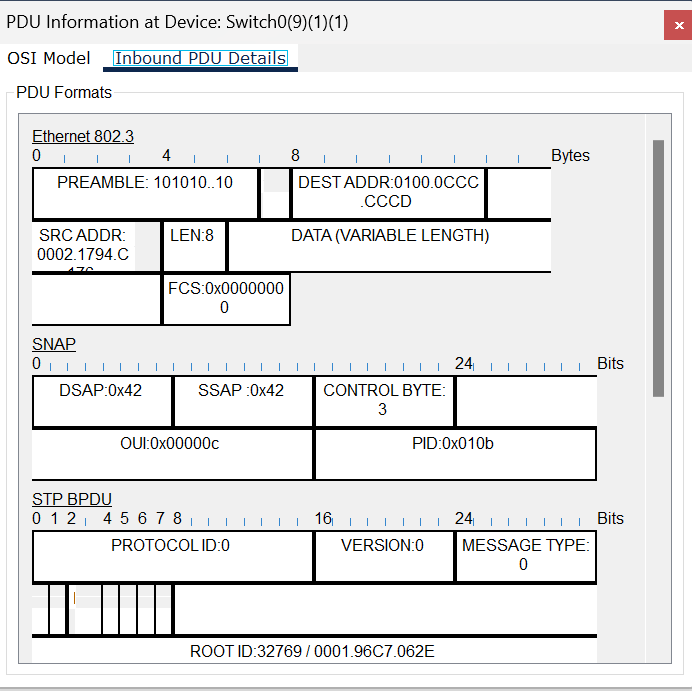 PDU Information at Device: Switch0(9)(1)(1)
OSI Model Inbound PDU Details
PDU Formats
Ethernet 802.3
0 4 8 Bytes
PREAMBLE: 101010..10
DEST ADDR:0100.0CCC
.CCCD
SRC ADDR:
0002.1794.C
LEN:8
DATA (VARIABLE LENGTH)
FCS:0x0000000
0
SNAP
0 24 Bits
DSAP:0x42
SSAP :0x42
CONTROL BYTE:
3
OUI:0x00000c
PID:0x010b
STP BPDU
0 1 2 4 5 6 7 8 16 24 Bits
PROTOCOL ID:0
VERSION:0
MESSAGE TYPE:
0
ROOT ID:32769 / 0001.96C7.062E